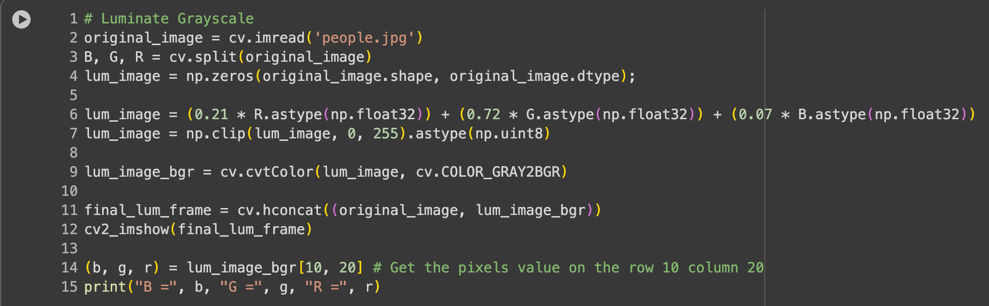 1 # Luminate Grayscale
2 original_image = cv.imread('people.jpg')
3 B, G, R = cv.split(original_image)
4 lum_image = np.zeros(original_image.shape, original_image.dtype);
5
6 lum_image = (0.21 * R.astype(np.float32)) + (0.72 * G.astype(np.float32)) + (0.07 * B.astype(np.float32))
7 lum_image = np.clip(lum_image, 0, 255).astype(np.uint8)
8
9 lum_image_bgr = cv.cvtColor(lum_image, cv.COLOR_GRAY2BGR)
10
11 final_lum_frame = cv.hconcat((original_image, lum_image_bgr))
12 cv2_imshow(final_lum_frame)
13
14 (b, g, r) = lum_image_bgr[10, 20] # Get the pixels value on the row 10 column 20
15 print("B =", b, "G =", g, "R =", r)